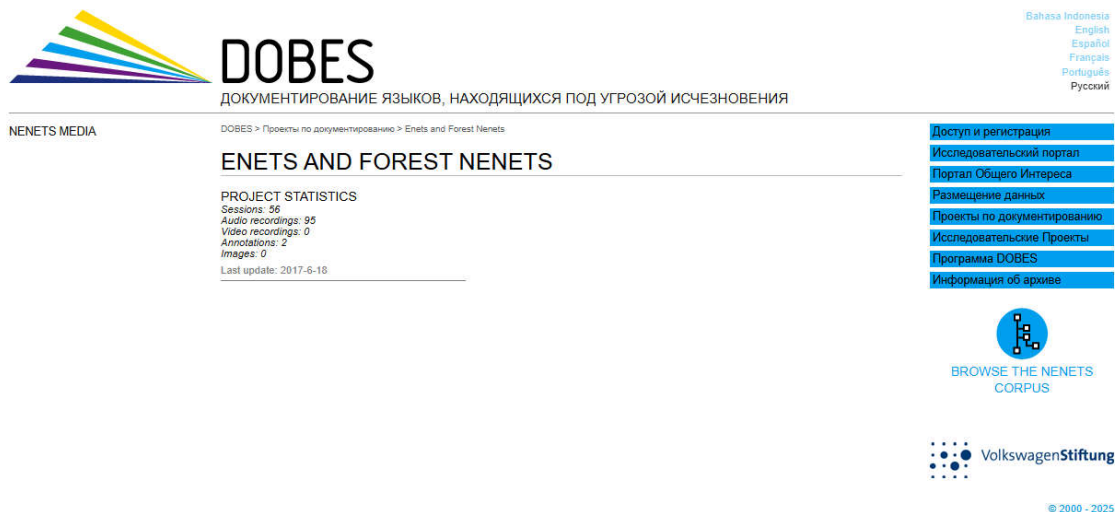 Bahasa Indonesia
English
Español
Français
Português
Русский
DOBES
ДОКУМЕНТИРОВАНИЕ ЯЗЫКОВ, НАХОДЯЩИХСЯ ПОД УГРОЗОЙ ИСЧЕЗНОВЕНИЯ
NENETS MEDIA
DOBES > Проекты по документированию > Enets and Forest Nenets
ENETS AND FOREST NENETS
PROJECT STATISTICS
Sessions: 56
Audio recordings: 95
Video recordings: 0
Annotations: 2
Images: 0
Last update: 2017-6-18
Доступ и регистрация
Исследовательский портал
Портал Общего Интереса
Размещение данных
Проекты по документированию
Исследовательские Проекты
Программа DOBES
Информация об архиве
BROWSE THE NENETS
CORPUS
VolkswagenStiftung
© 2000 - 2025